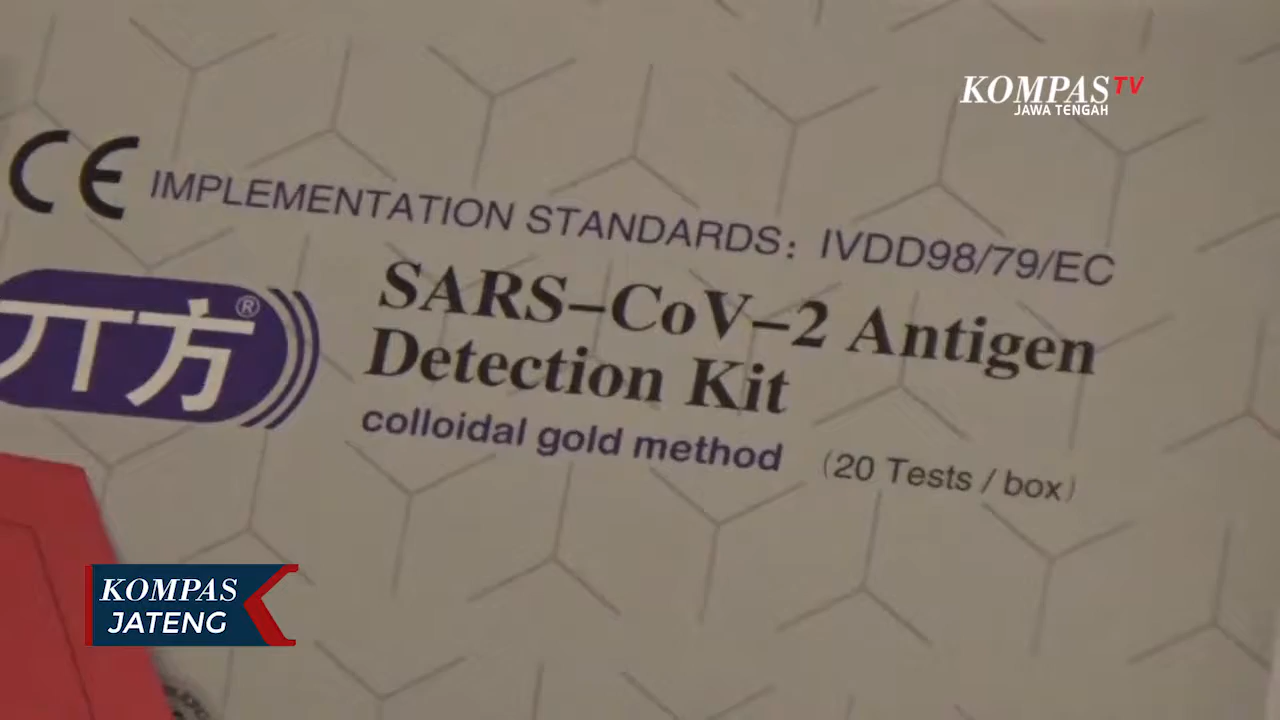 KOMPAS TV
JAWA TENGAH
CE IMPLEMENTATION STANDARDS: IVDD98/79/EC
方®
SARS-CoV-2 Antigen
Detection Kit
colloidal gold method (20 Tests / box)
KOMPAS
JATENG